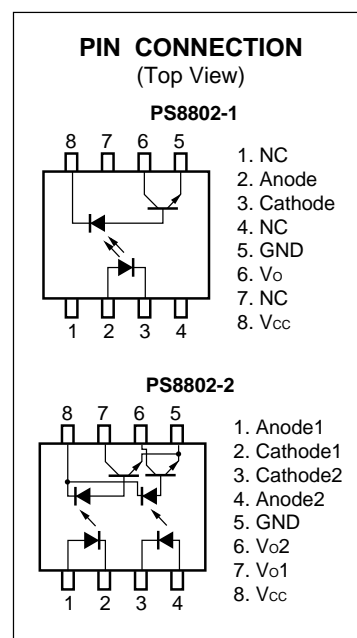 PIN CONNECTION
(Top View)
PS8802-1
8 7 6 5
1 2 3 4
1. NC
2. Anode
3. Cathode
4. NC
5. GND
6. VO
7. NC
8. VCC
PS8802-2
8 7 6 5
1 2 3 4
1. Anode1
2. Cathode1
3. Cathode2
4. Anode2
5. GND
6. VO2
7. VO1
8. VCC